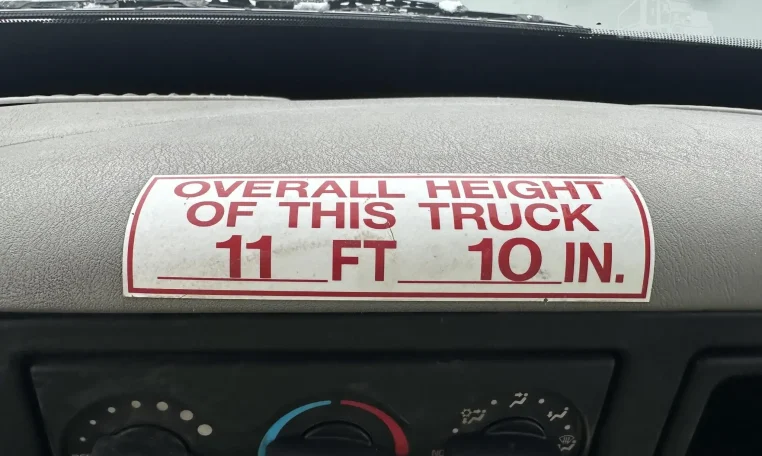 OVERALL HEIGHT
OF THIS TRUCK
11 FT 10 IN.